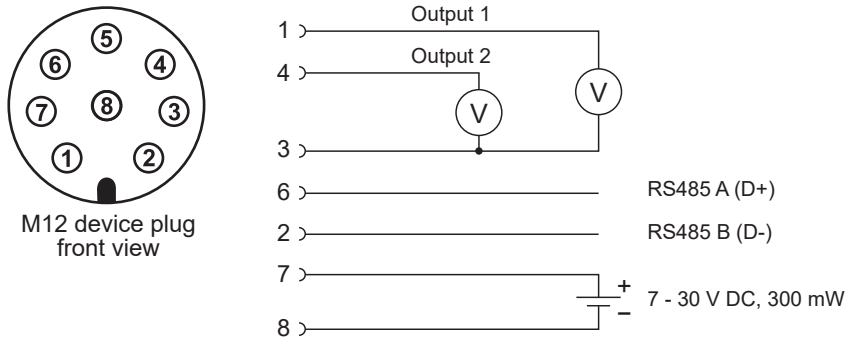 5
6
4
7
8
3
1
2
M12 device plug
front view
1 Output 1
4 Output 2
V
V
3
6 RS485 A (D+)
2 RS485 B (D-)
7
+
7 - 30 V DC, 300 mW
−
8